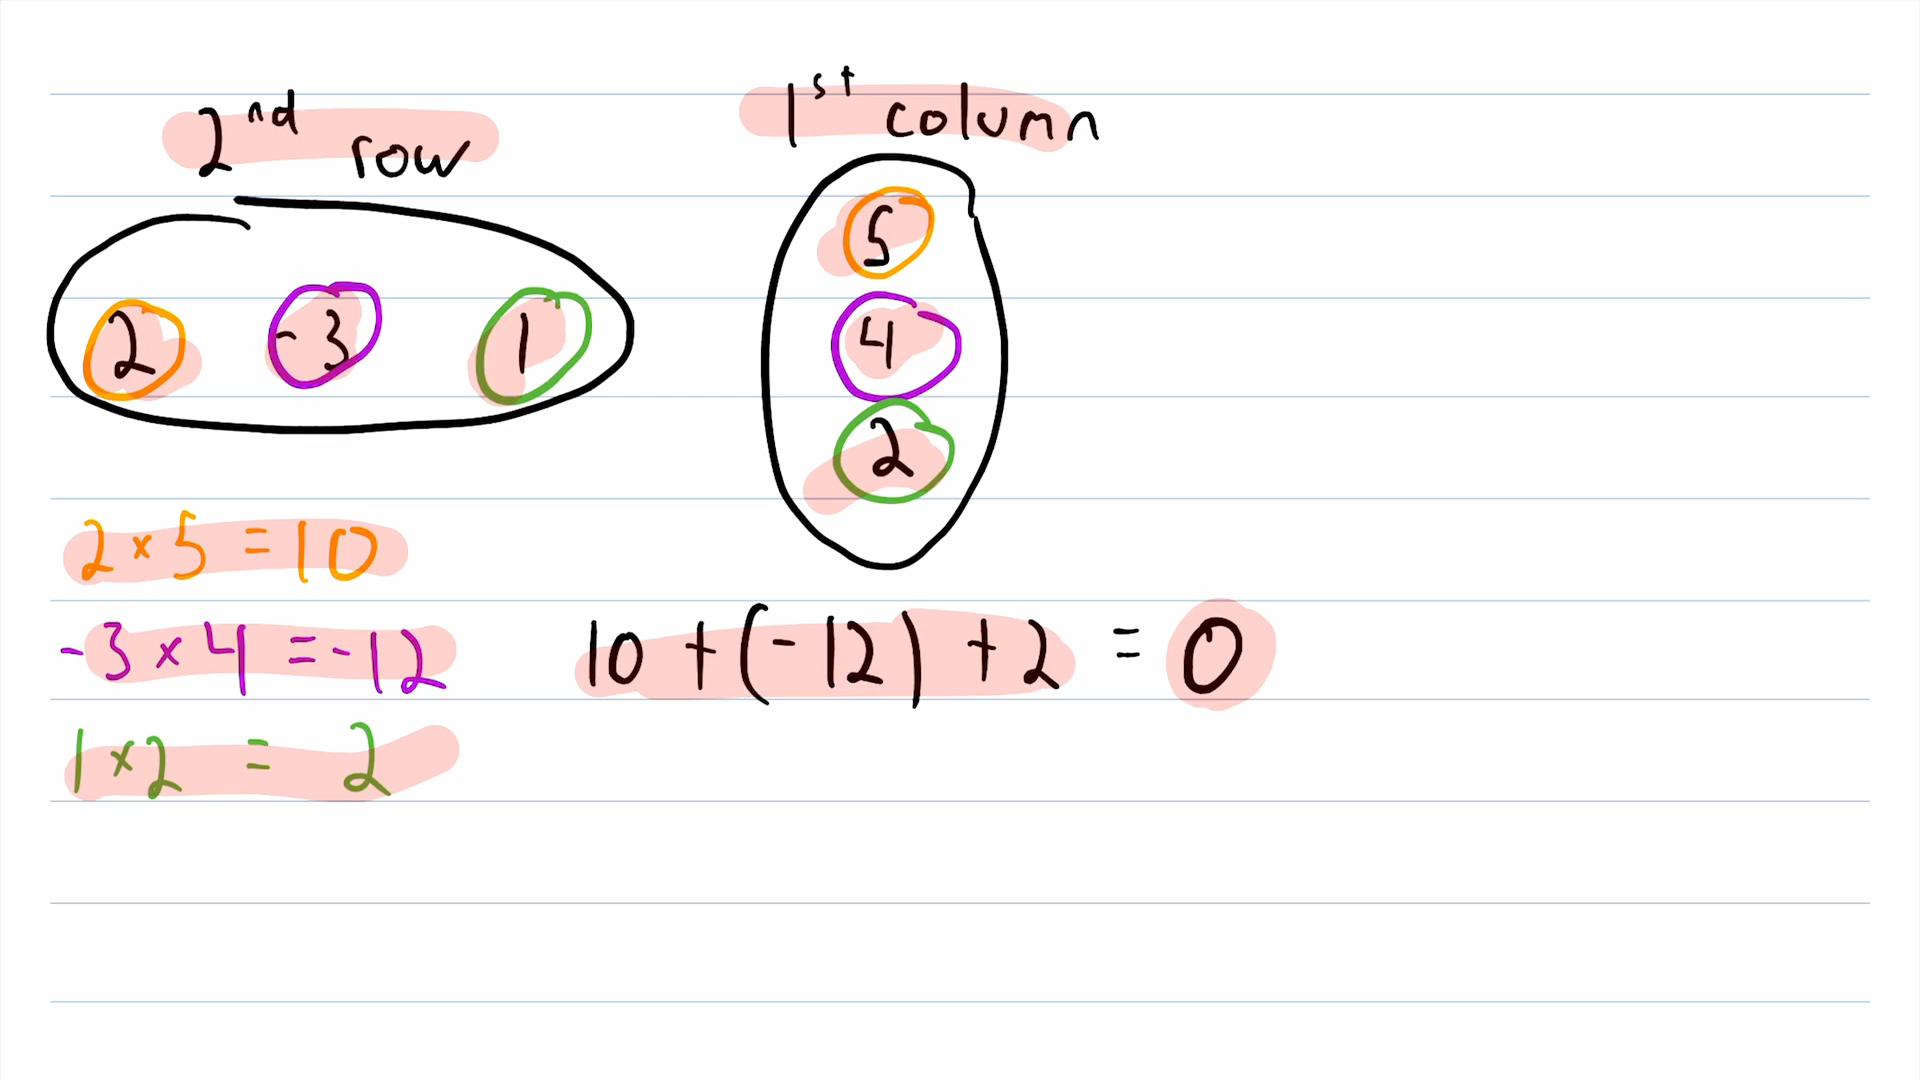 2nd row
1st column
2 -3 1
5
4
2
2 × 5 = 10
-3 × 4 = -12
1 × 2 = 2
10 + (-12) + 2 = 0